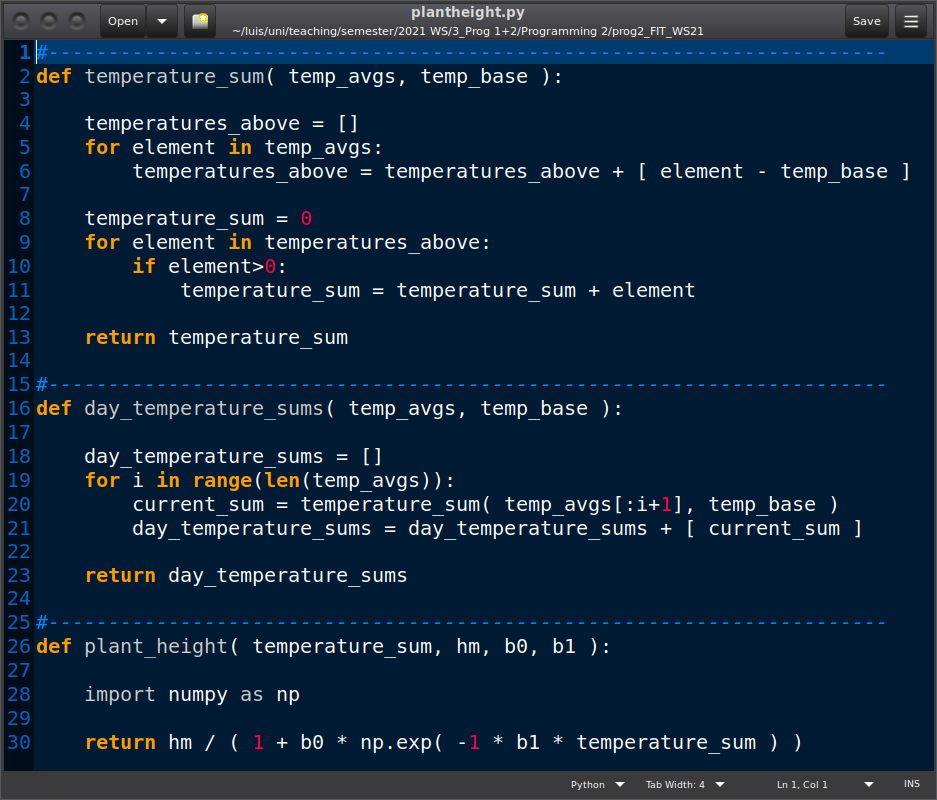 Open
plantheight.py
~/luis/uni/teaching/semester/2021 WS/3_Prog 1+2/Programming 2/prog2_FIT_WS21
Save
1 #----------------------------------------------------------------------
2 def temperature_sum( temp_avgs, temp_base ):
3
4     temperatures_above = []
5     for element in temp_avgs:
6         temperatures_above = temperatures_above + [ element - temp_base ]
7
8     temperature_sum = 0
9     for element in temperatures_above:
10         if element>0:
11             temperature_sum = temperature_sum + element
12
13     return temperature_sum
14
15 #----------------------------------------------------------------------
16 def day_temperature_sums( temp_avgs, temp_base ):
17
18     day_temperature_sums = []
19     for i in range(len(temp_avgs)):
20         current_sum = temperature_sum( temp_avgs[:i+1], temp_base )
21         day_temperature_sums = day_temperature_sums + [ current_sum ]
22
23     return day_temperature_sums
24
25 #----------------------------------------------------------------------
26 def plant_height( temperature_sum, hm, b0, b1 ):
27
28     import numpy as np
29
30     return hm / ( 1 + b0 * np.exp( -1 * b1 * temperature_sum ) )
Python Tab Width: 4 Ln 1, Col 1 INS